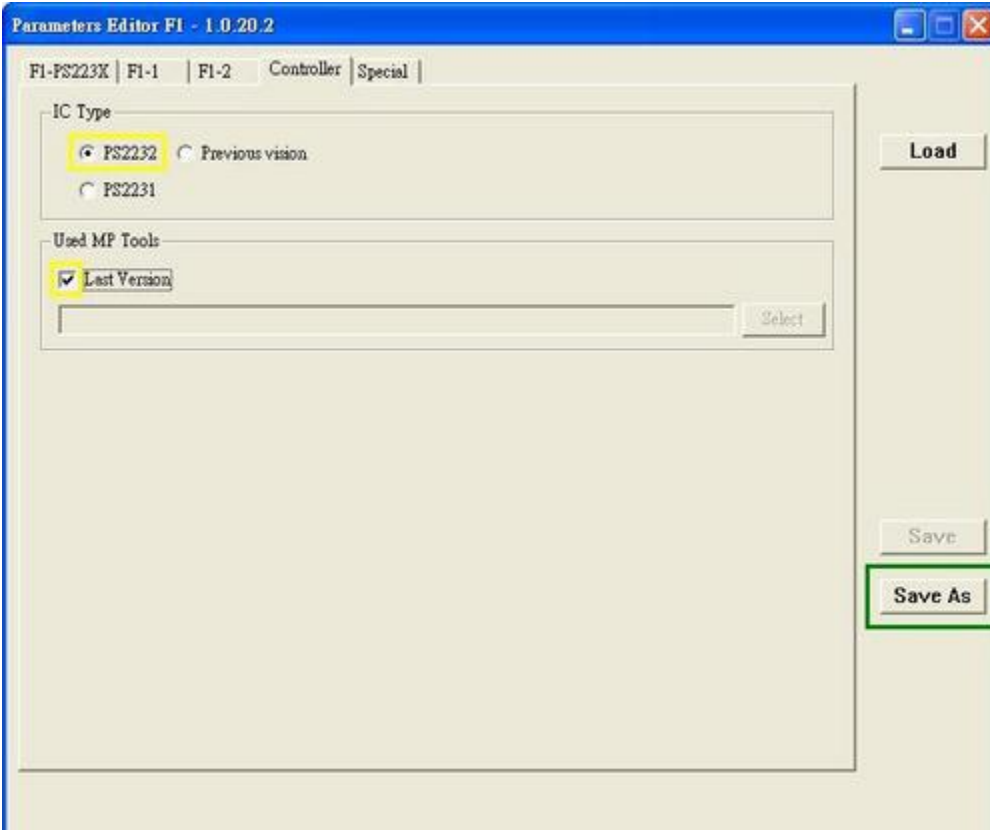 Parameters Editor F1 - 1.0.20.2
F1-PS223X F1-1 F1-2 Controller Special
IC Type
PS2232 Previous vision
PS2231
Load
Used MP Tools
Last Version
Select
Save
Save As